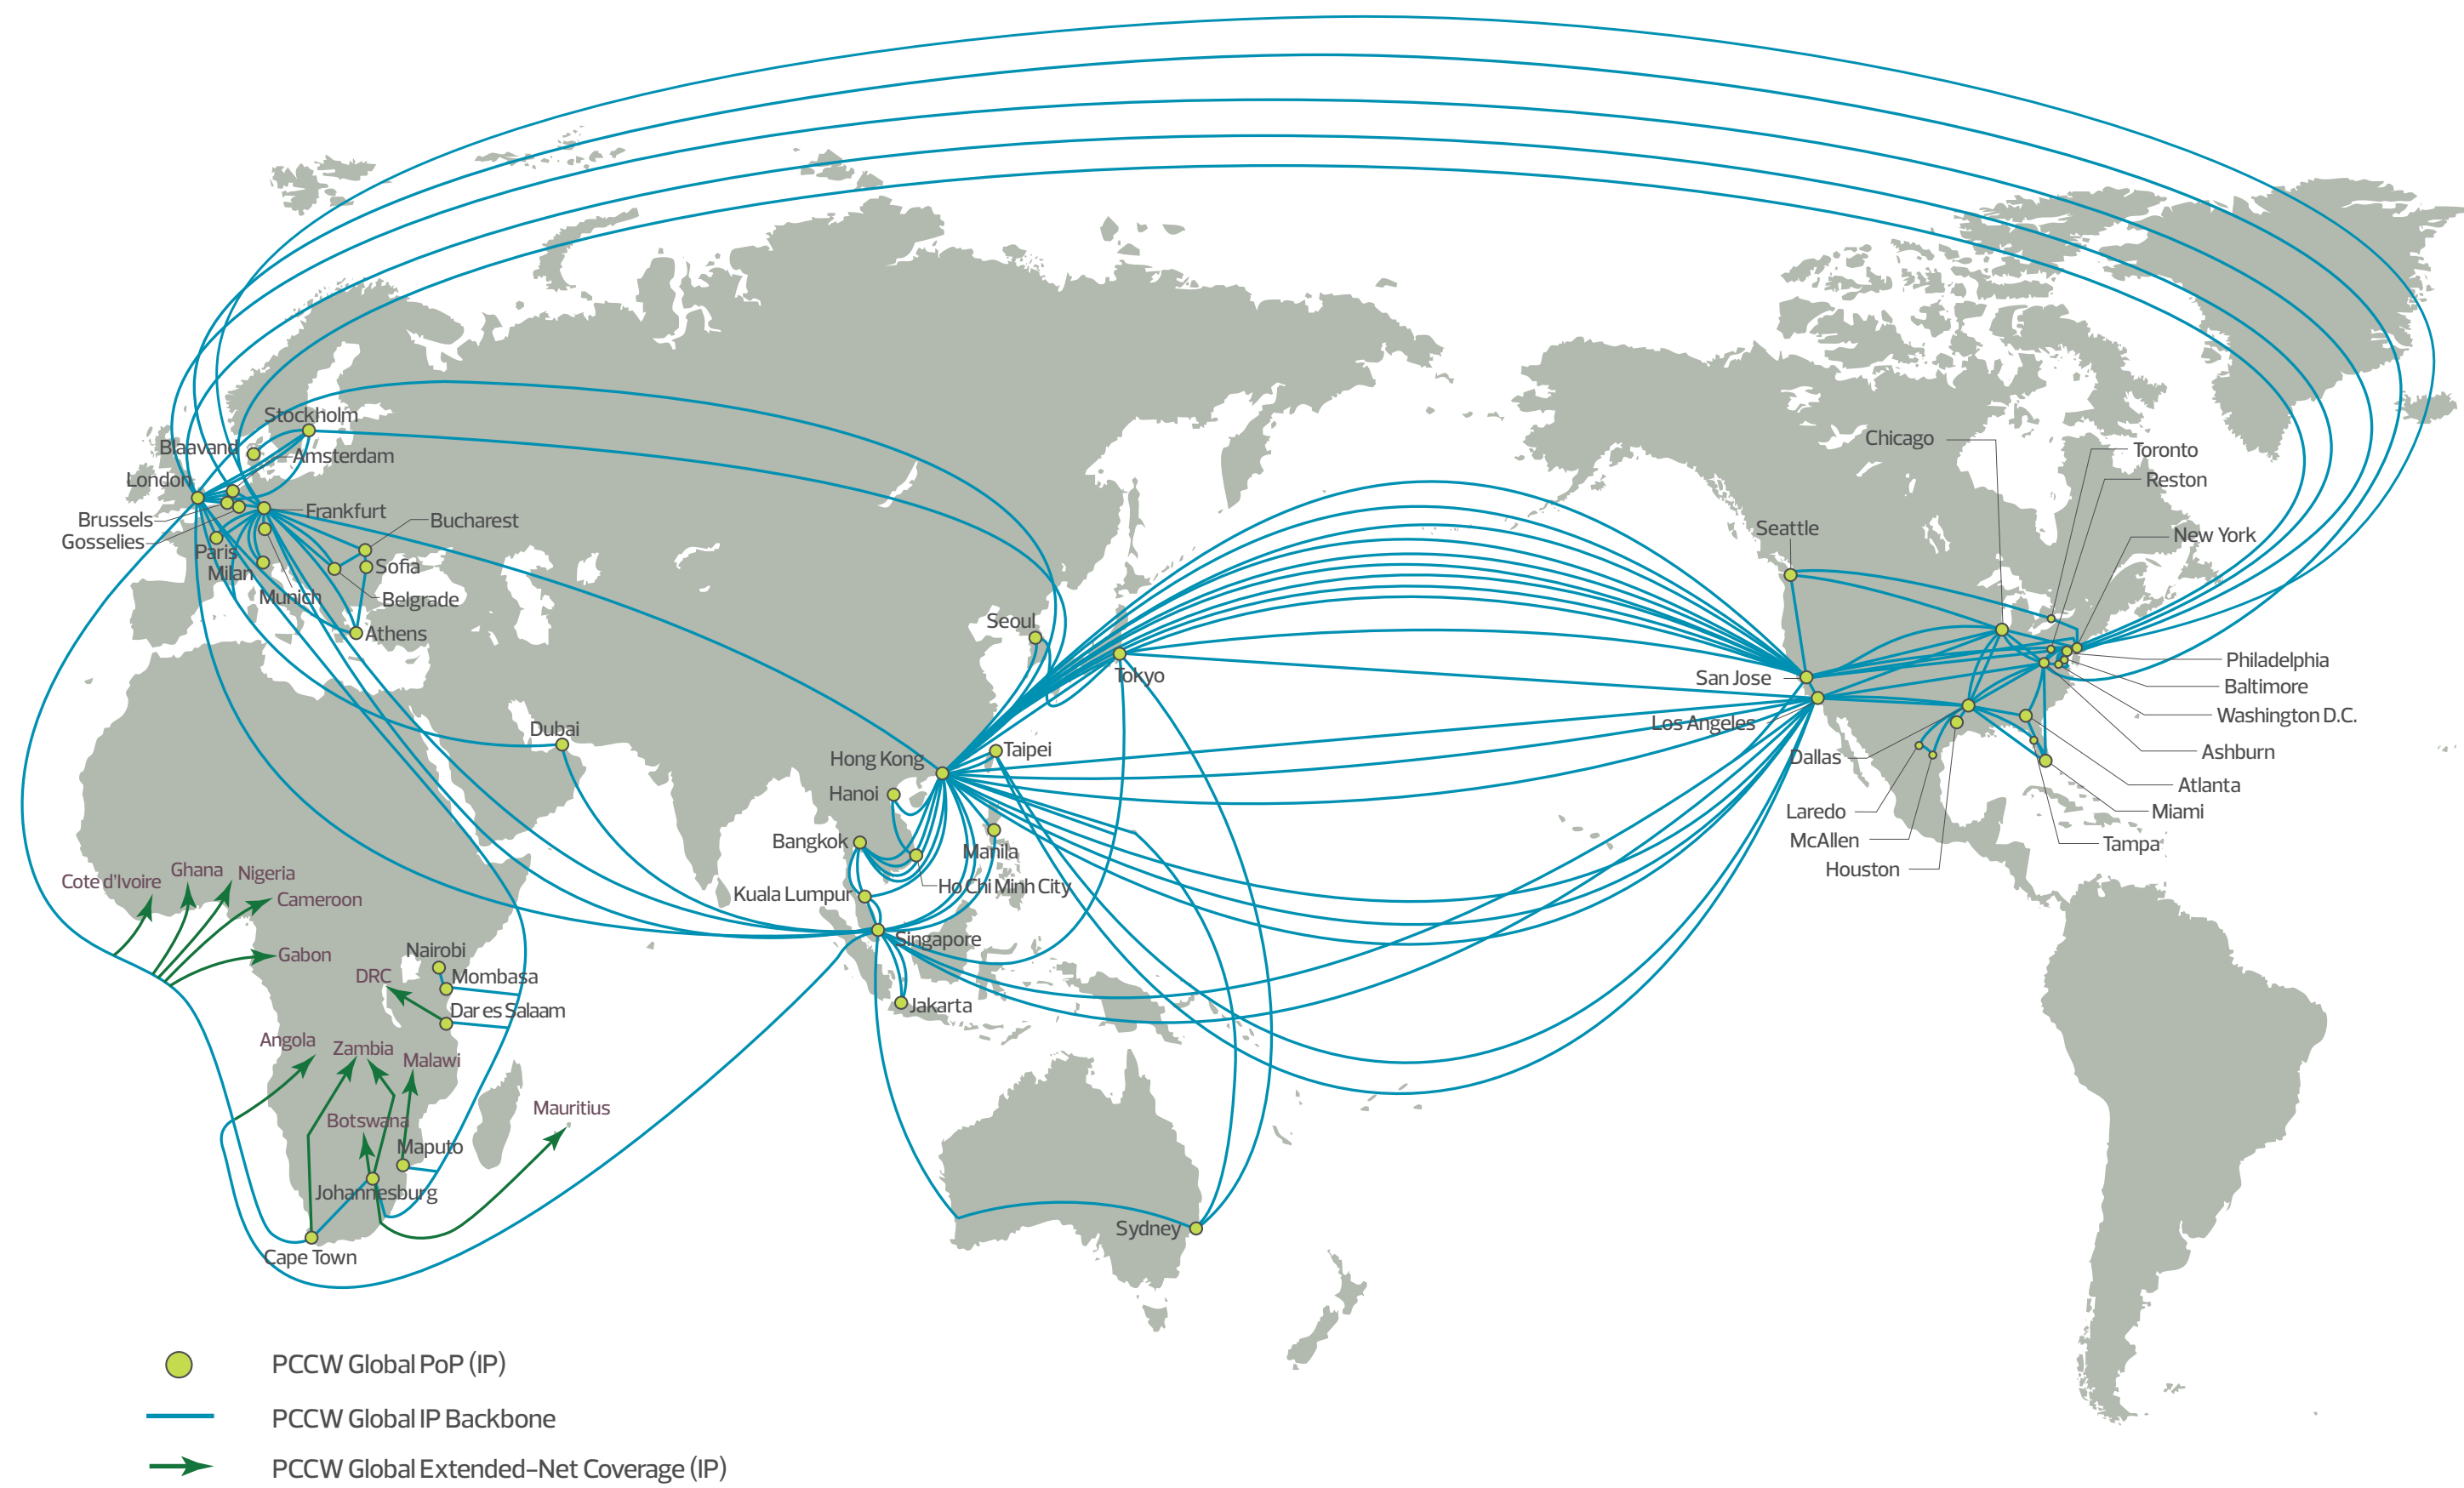 Stockholm
Blaavand
Amsterdam
London
Brussels
Frankfurt
Bucharest
Gosselies
Paris
Milan
Sofia
Munich
Belgrade
Athens
Seoul
Tokyo
Dubai
Taipei
Hong Kong
Hanoi
Bangkok
Manila
Ho Chi Minh City
Kuala Lumpur
Singapore
Jakarta
Sydney
Chicago
Toronto
Reston
Seattle
New York
San Jose
Philadelphia
Baltimore
Los Angeles
Washington D.C.
Dallas
Ashburn
Atlanta
Laredo
Miami
McAllen
Tampa
Houston
Cote d'Ivoire
Ghana
Nigeria
Cameroon
Gabon
Nairobi
DRC
Mombasa
Dar es Salaam
Angola
Zambia
Malawi
Mauritius
Botswana
Maputo
Johannesburg
Cape Town
PCCW Global PoP (IP)
PCCW Global IP Backbone
PCCW Global Extended-Net Coverage (IP)